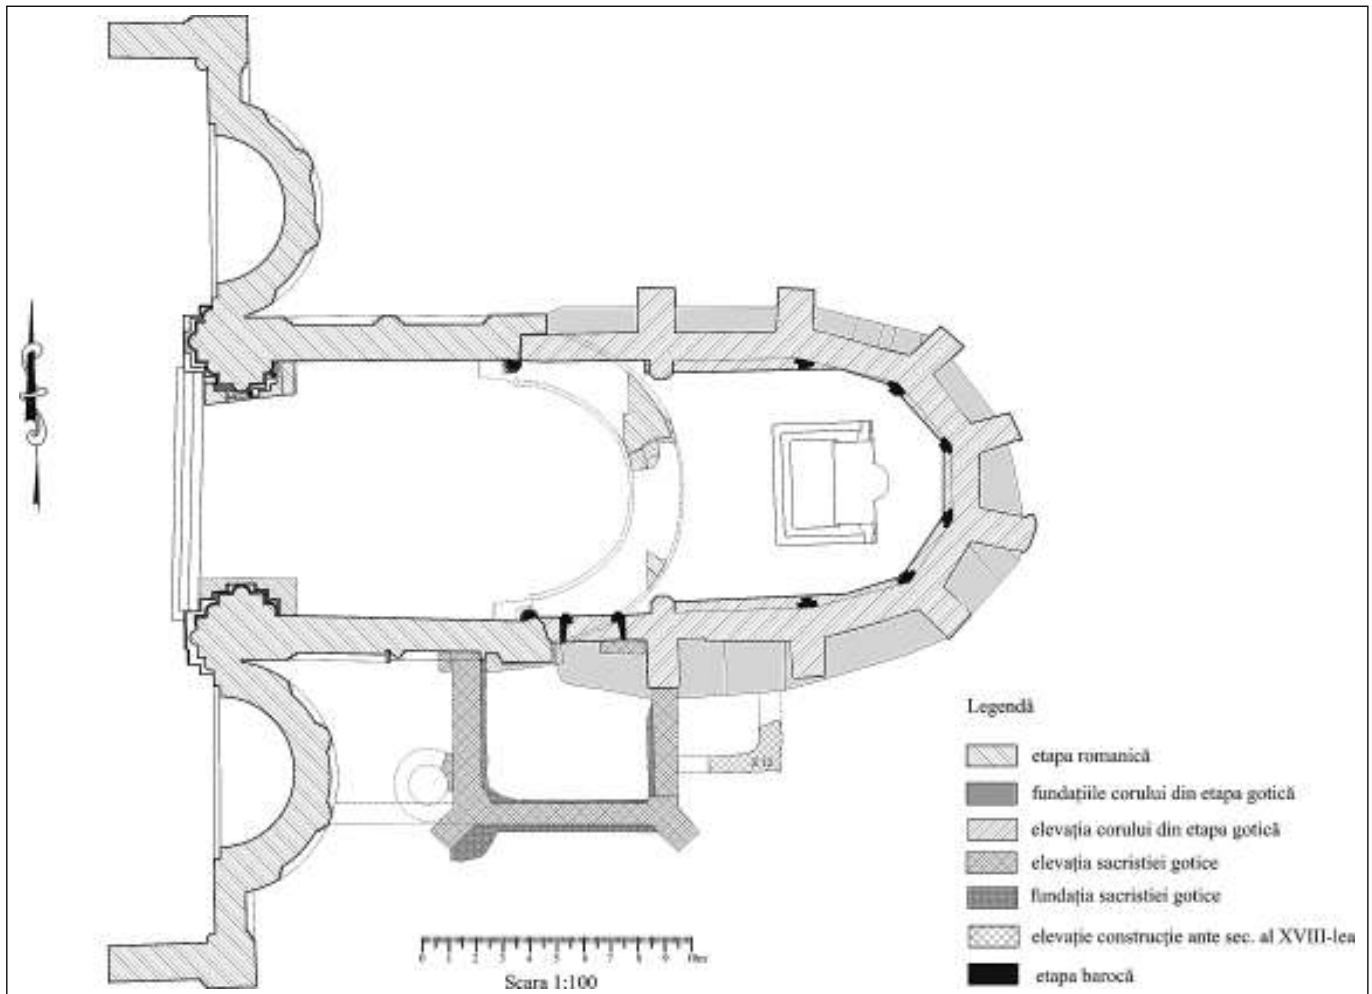 Legendă
etapa romanică
fundațiile corului din etapa gotică
elevația corului din etapa gotică
elevația sacristiei gotice
fundația sacristiei gotice
elevație construcție ante sec. al XVIII-lea
etapa barocă
0 1 2 3 4 5 6 7 8 9 10m
Scara 1:100